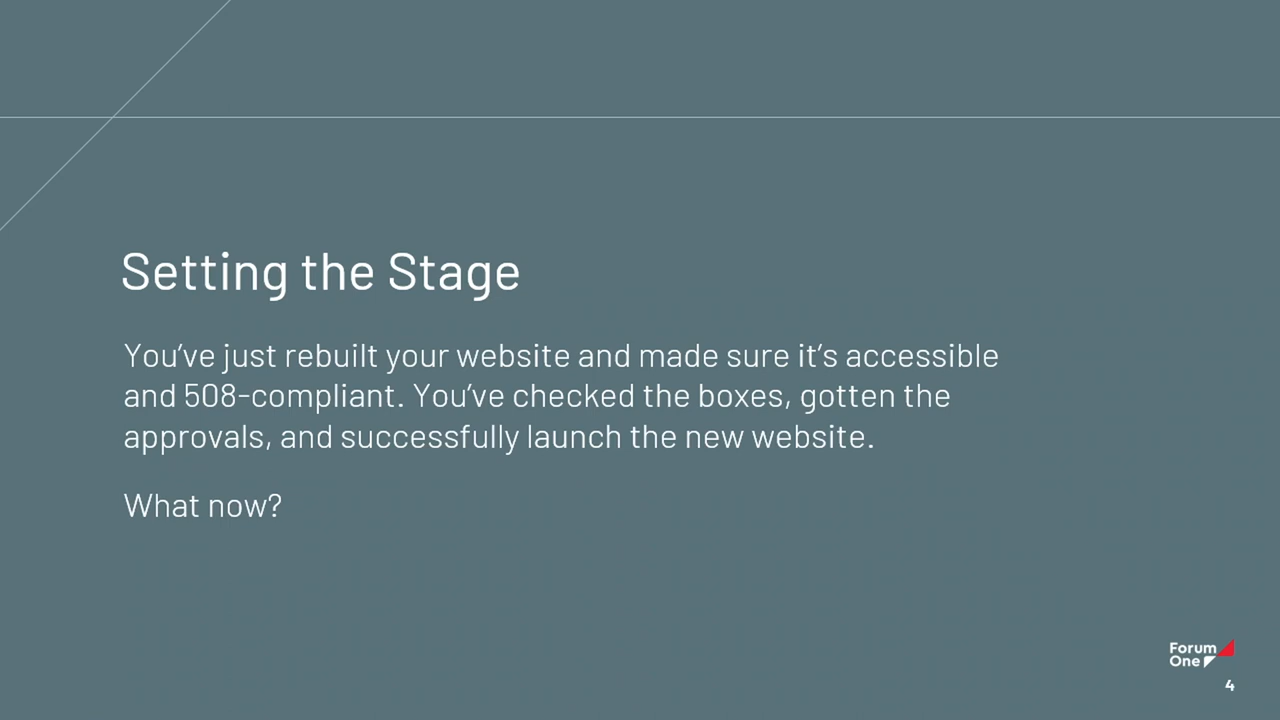 Setting the Stage
You’ve just rebuilt your website and made sure it’s accessible
and 508-compliant. You’ve checked the boxes, gotten the
approvals, and successfully launch the new website.
What now?
Forum
One
4